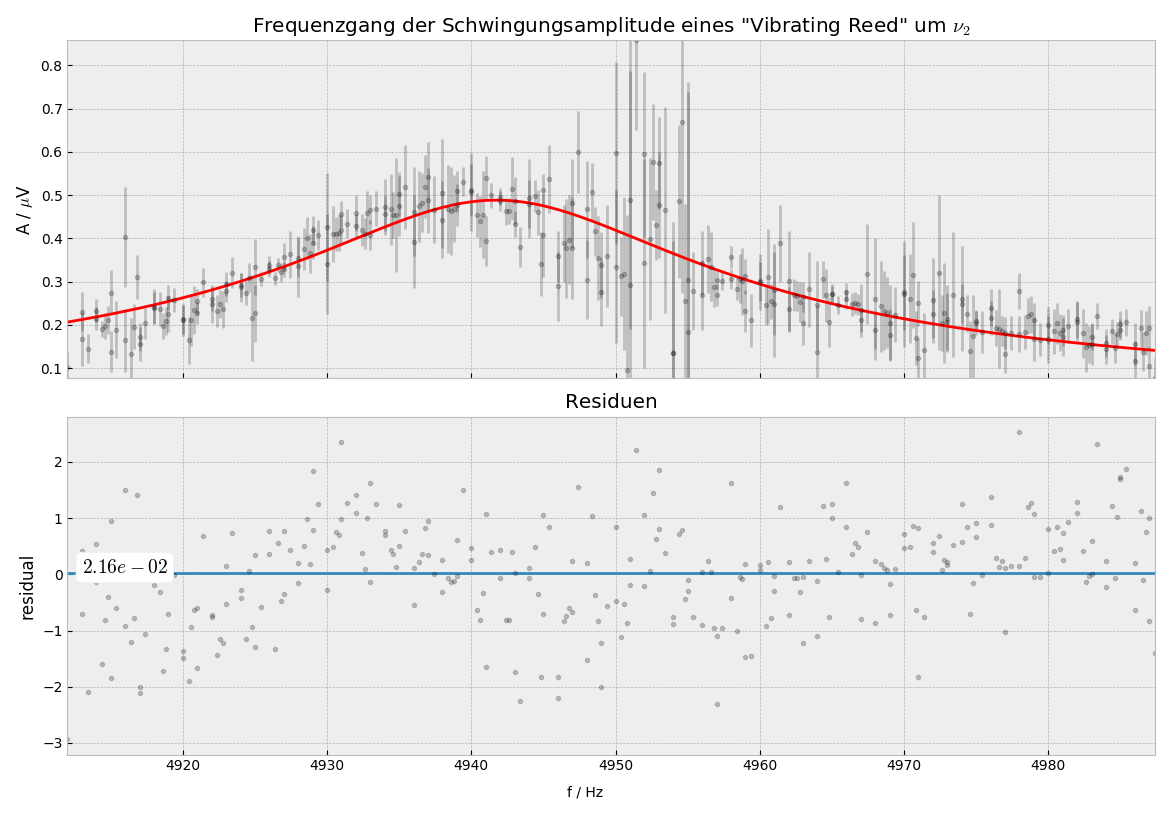 Frequenzgang der Schwingungsamplitude eines "Vibrating Reed" um ν₂
A / μV
0.8
0.7
0.6
0.5
0.4
0.3
0.2
0.1
Residuen
residual
2
1
0
−1
−2
−3
2.16e − 02
4920 4930 4940 4950 4960 4970 4980
f / Hz